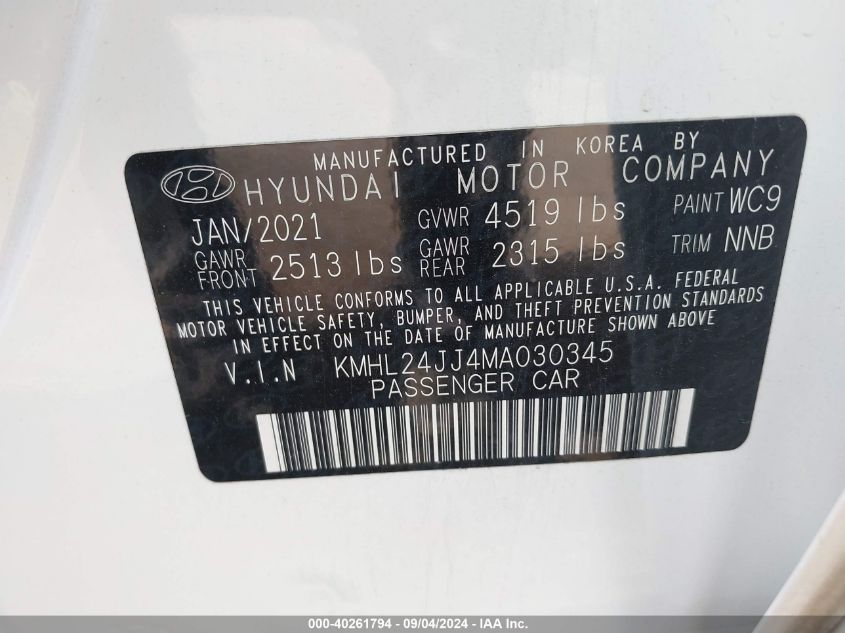 MANUFACTURED IN KOREA BY
HYUNDAI MOTOR COMPANY
JAN/2021 GVWR 4519 lbs PAINT WC9
GAWR FRONT 2513 lbs GAWR REAR 2315 lbs TRIM NNB
THIS VEHICLE CONFORMS TO ALL APPLICABLE U.S.A. FEDERAL
MOTOR VEHICLE SAFETY, BUMPER, AND THEFT PREVENTION STANDARDS
IN EFFECT ON THE DATE OF MANUFACTURE SHOWN ABOVE
V.I.N KMHL24JJ4MA030345
PASSENGER CAR
000-40261794 - 09/04/2024 - IAA Inc.